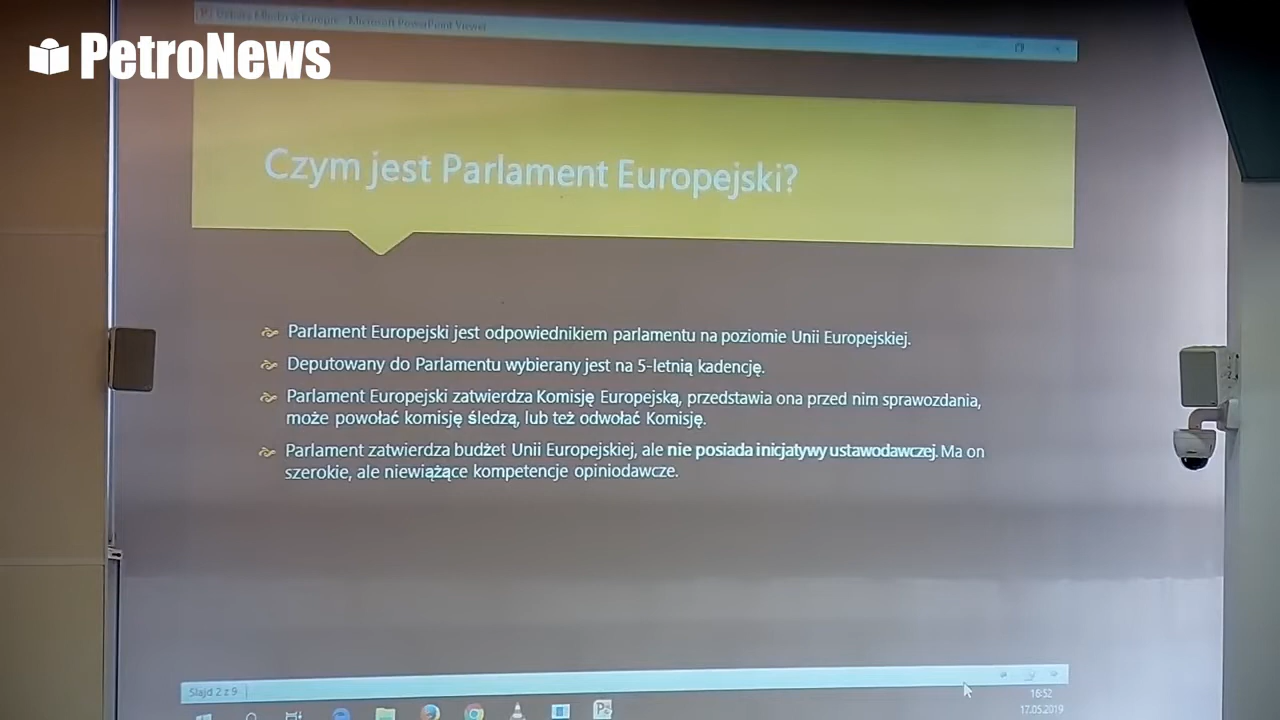 PetroNews
Microsoft PowerPoint Viewer
Czym jest Parlament Europejski?
Parlament Europejski jest odpowiednikiem parlamentu na poziomie Unii Europejskiej.
Deputowany do Parlamentu wybierany jest na 5-letnią kadencję.
Parlament Europejski zatwierdza Komisję Europejską, przedstawia ona przed nim sprawozdania,
może powołać komisję śledzą, lub też odwołać Komisję.
Parlament zatwierdza budżet Unii Europejskiej, ale nie posiada inicjatywy ustawodawczej. Ma on
szerokie, ale niewiążące kompetencje opiniodawcze.
Slajd 2 z 9
16:52
17.05.2019